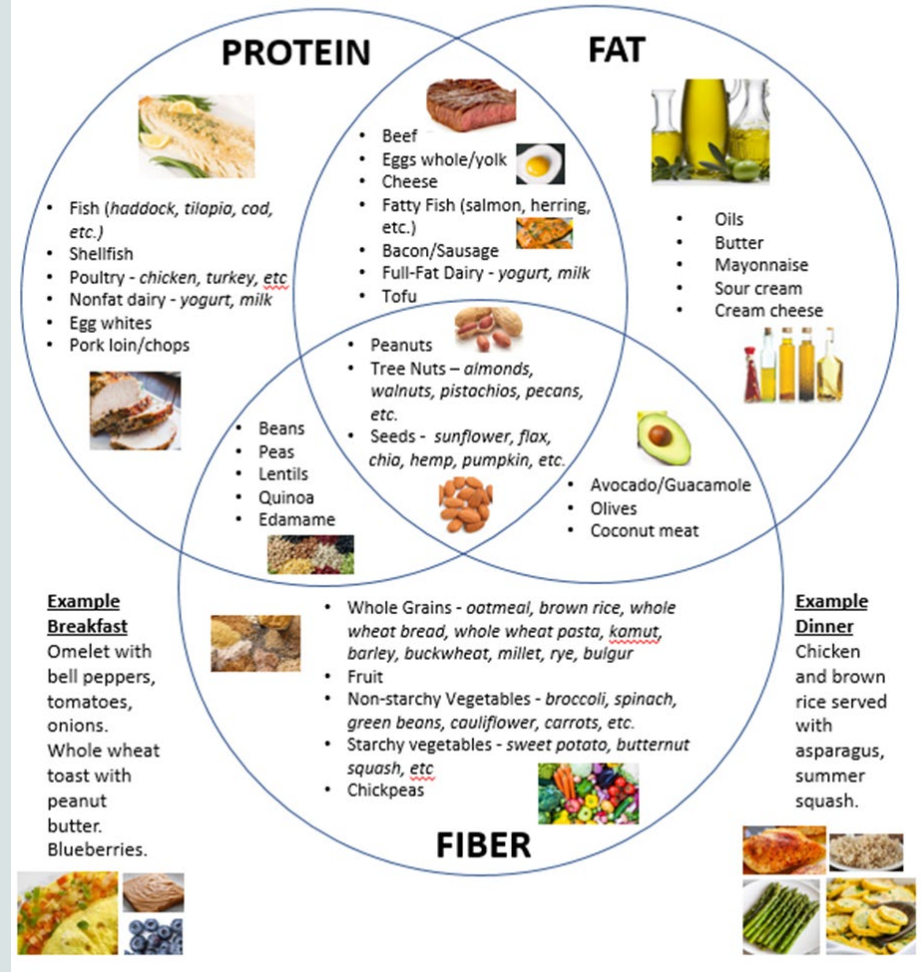 PROTEIN
FAT
• Fish (haddock, tilapia, cod,
etc.)
• Shellfish
• Poultry - chicken, turkey, etc
• Nonfat dairy - yogurt, milk
• Egg whites
• Pork loin/chops
• Beef
• Eggs whole/yolk
• Cheese
• Fatty Fish (salmon, herring,
etc.)
• Bacon/Sausage
• Full-Fat Dairy - yogurt, milk
• Tofu
• Oils
• Butter
• Mayonnaise
• Sour cream
• Cream cheese
• Peanuts
• Tree Nuts – almonds,
walnuts, pistachios, pecans,
etc.
• Seeds - sunflower, flax,
chia, hemp, pumpkin, etc.
• Beans
• Peas
• Lentils
• Quinoa
• Edamame
• Avocado/Guacamole
• Olives
• Coconut meat
• Whole Grains - oatmeal, brown rice, whole
wheat bread, whole wheat pasta, kamut,
barley, buckwheat, millet, rye, bulgur
• Fruit
• Non-starchy Vegetables - broccoli, spinach,
green beans, cauliflower, carrots, etc.
• Starchy vegetables - sweet potato, butternut
squash, etc
• Chickpeas
FIBER
Example
Breakfast
Omelet with
bell peppers,
tomatoes,
onions.
Whole wheat
toast with
peanut
butter.
Blueberries.
Example
Dinner
Chicken
and brown
rice served
with
asparagus,
summer
squash.